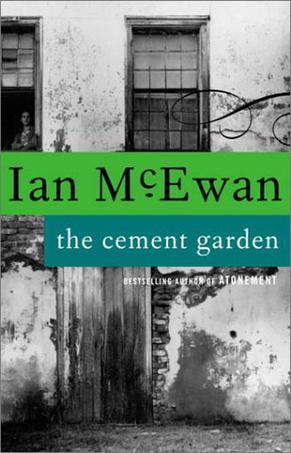 Ian McEwan
the cement garden
BESTSELLING AUTHOR OF ATONEMENT